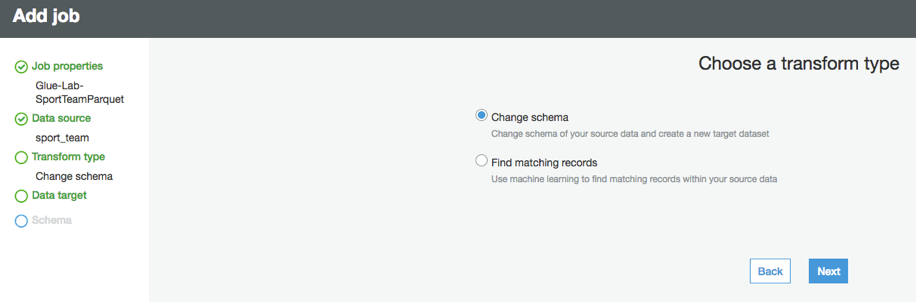 Add job
Job properties
Glue-Lab-
SportTeamParquet
Data source
sport_team
Transform type
Change schema
Data target
Schema
Choose a transform type
Change schema
Change schema of your source data and create a new target dataset
Find matching records
Use machine learning to find matching records within your source data
Back
Next